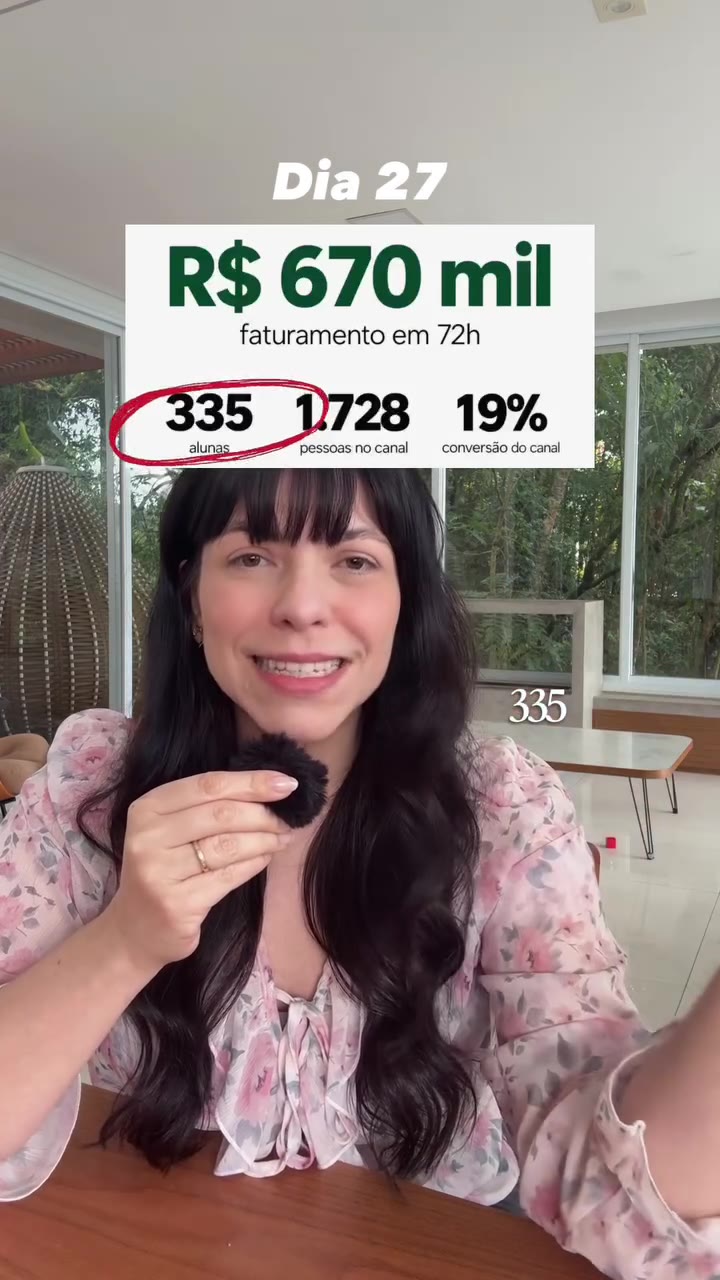 Dia 27
R$ 670 mil
faturamento em 72h
335 1.728 19%
alunas pessoas no canal conversão do canal
335